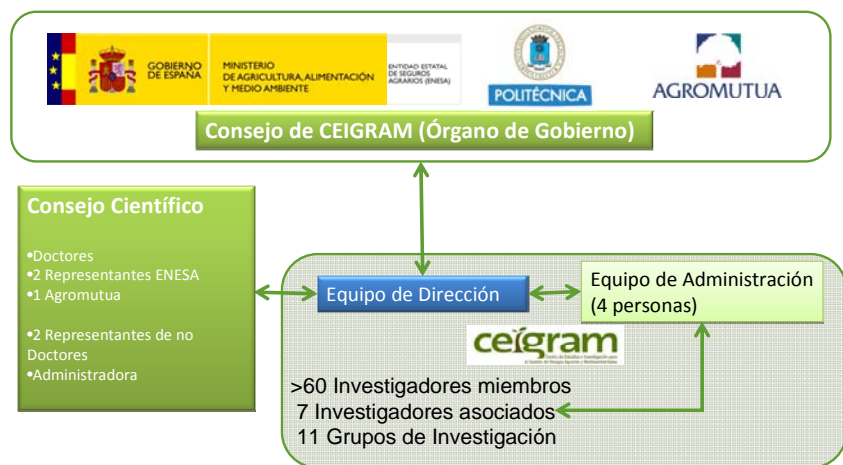 GOBIERNO
DE ESPAÑA
MINISTERIO
DE AGRICULTURA, ALIMENTACIÓN
Y MEDIO AMBIENTE
ENTIDAD ESTATAL
DE SEGUROS
AGRARIOS (ENESA)
POLITÉCNICA
AGROMUTUA
Consejo de CEIGRAM (Órgano de Gobierno)
Consejo Científico
•Doctores
•2 Representantes ENESA
•1 Agromutua
•2 Representantes de no
Doctores
•Administradora
Equipo de Dirección
Equipo de Administración
(4 personas)
ceigram
>60 Investigadores miembros
7 Investigadores asociados
11 Grupos de Investigación